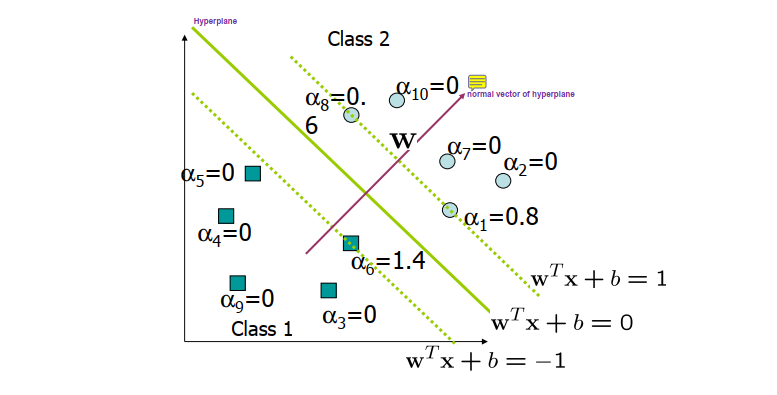 Hyperplane
Class 2
α8=0.
6
α10=0
normal vector of hyperplane
w
α7=0
α2=0
α5=0
α1=0.8
α4=0
α6=1.4
wᵀx + b = 1
α9=0
α3=0
wᵀx + b = 0
Class 1
wᵀx + b = −1